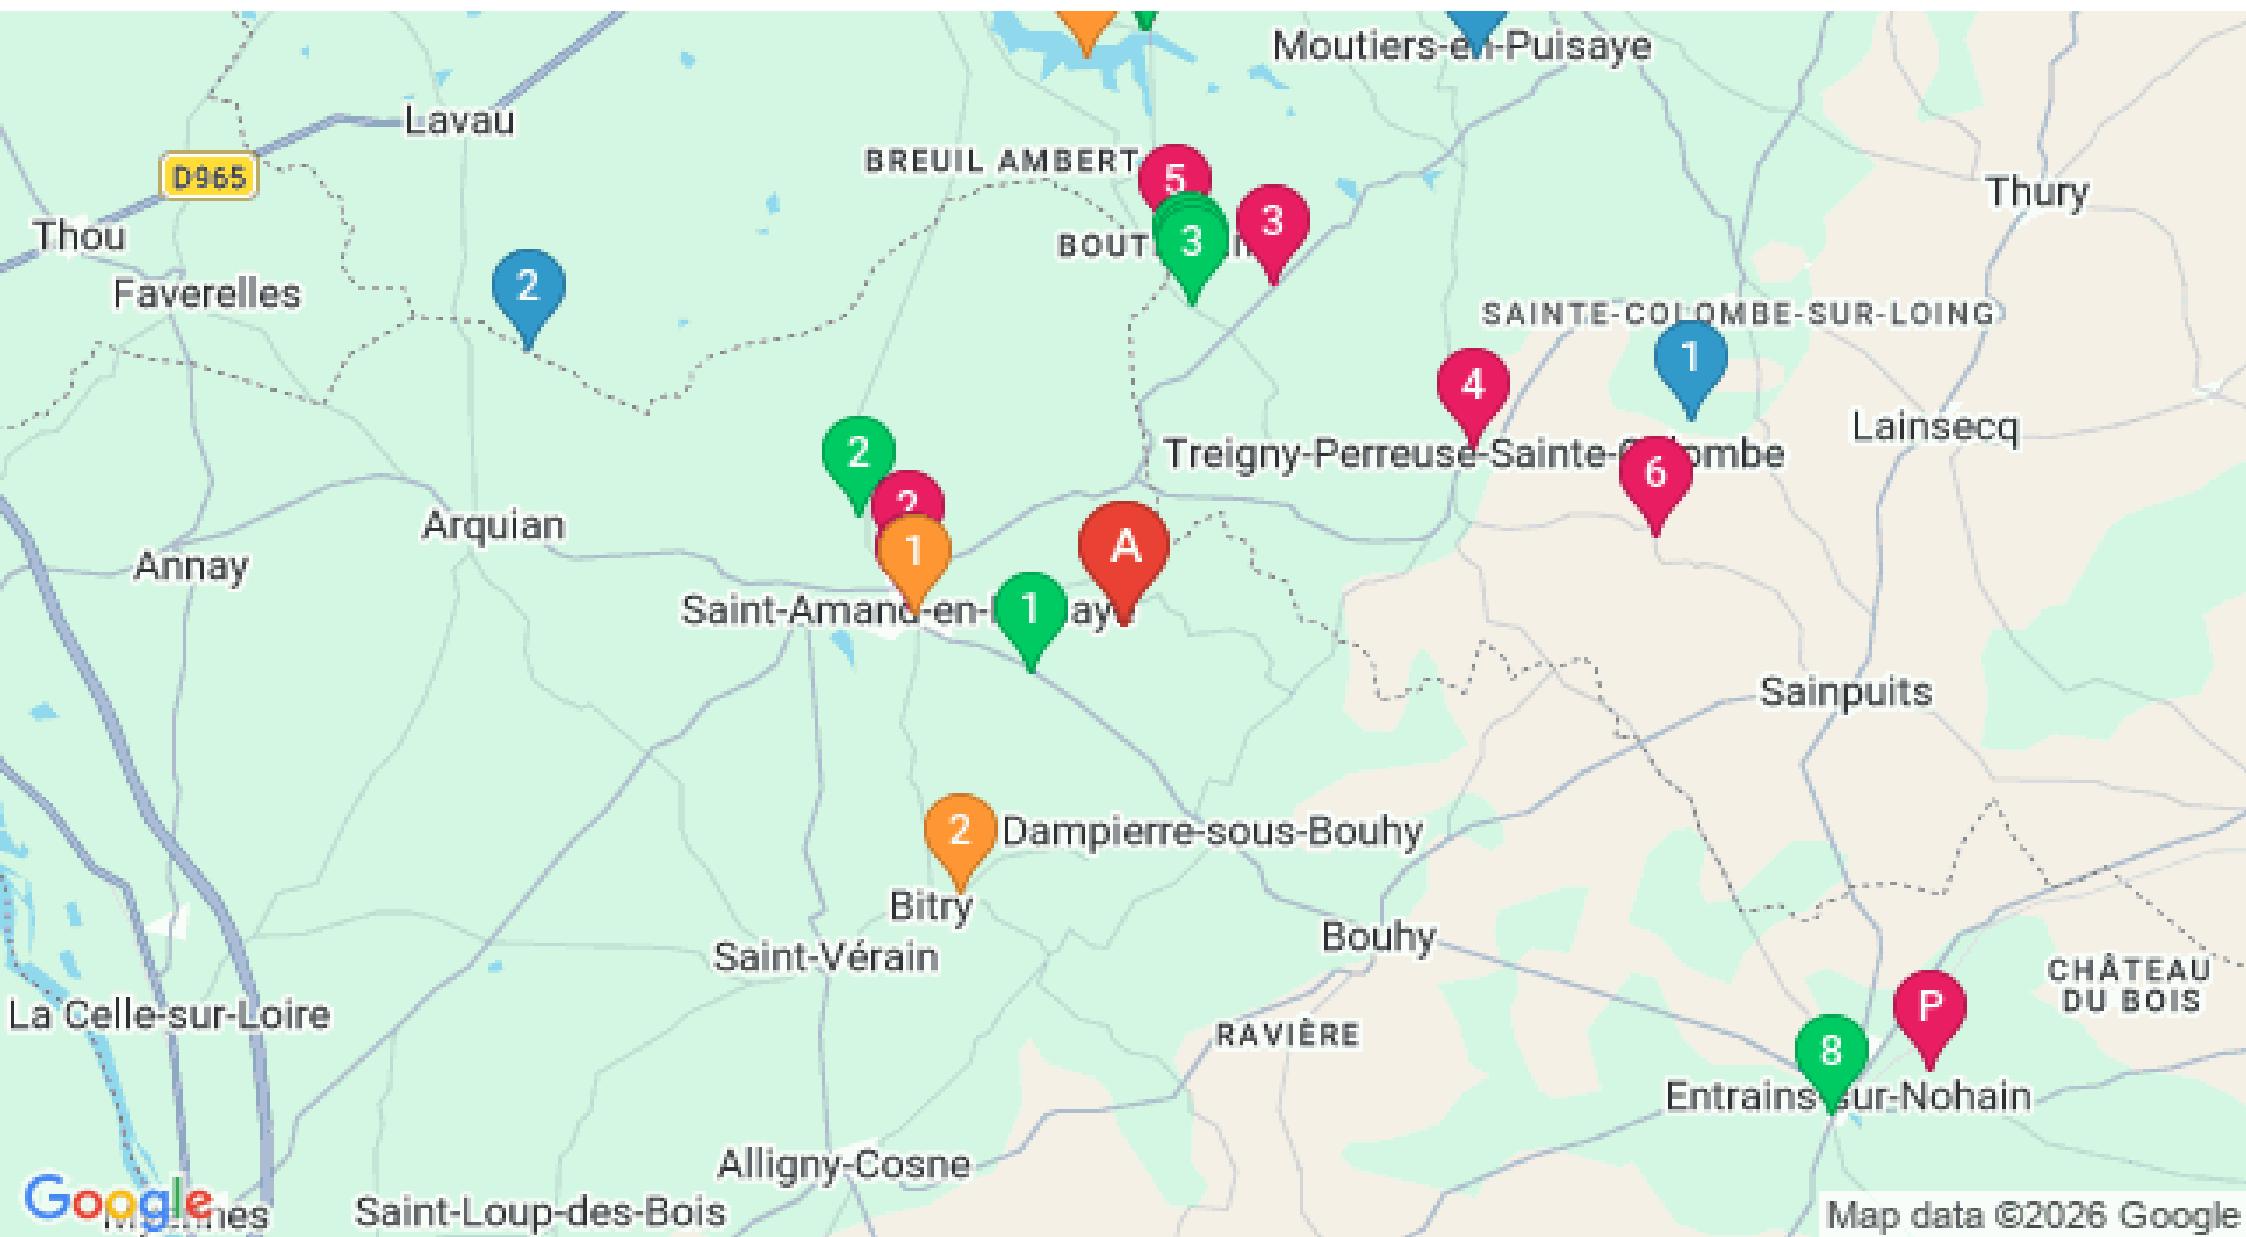 Moutiers-en-Puisaye
Lavau
BREUIL AMBERT
D965
5
Thury
3
Thou
BOUT
3
2
Faverelles
SAINTE-COLOMBE-SUR-LOING
1
4
Lainsecq
2
Treigny-Perreuse-Sainte-Colombe
6
2
Arquian
1
A
Annay
Saint-Amand-en-Puisaye
1
Sainpuits
2
Dampierre-sous-Bouhy
Bitry
Bouhy
Saint-Vérain
CHÂTEAU
DU BOIS
P
La Celle-sur-Loire
RAVIÈRE
8
Entrains-sur-Nohain
Alligny-Cosne
Google
Saint-Loup-des-Bois
Map data ©2026 Google